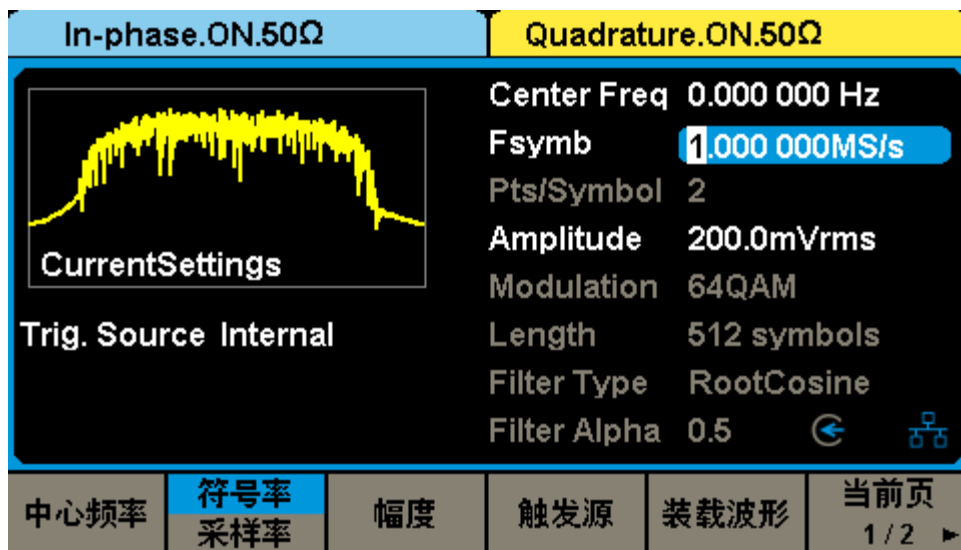 In-phase.ON.50Ω
Quadrature.ON.50Ω
CurrentSettings
Trig. Source Internal
Center Freq 0.000 000 Hz
Fsymb 1.000 000MS/s
Pts/Symbol 2
Amplitude 200.0mVrms
Modulation 64QAM
Length 512 symbols
Filter Type RootCosine
Filter Alpha 0.5
中心频率
符号率
采样率
幅度
触发源
装载波形
当前页
1/2 ►